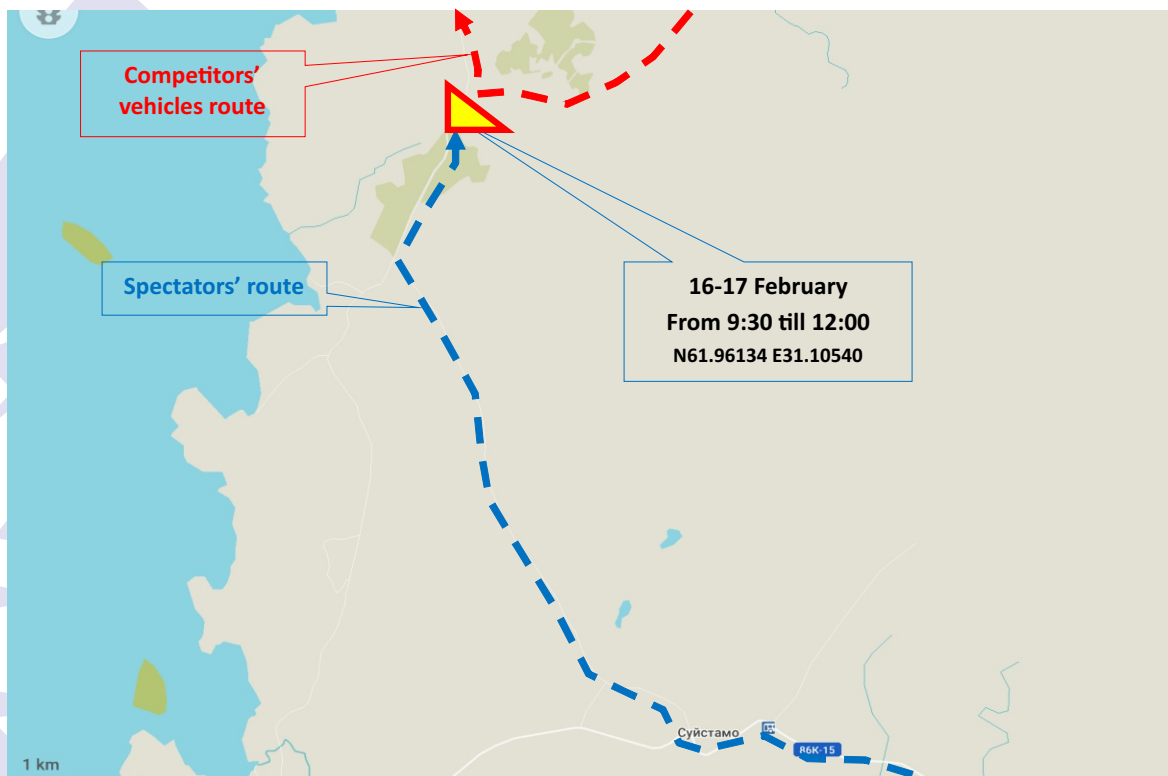 Competitors’
vehicles route
Spectators’ route
16-17 February
From 9:30 till 12:00
N61.96134 E31.10540
Суйстамо
86К-15
1 km